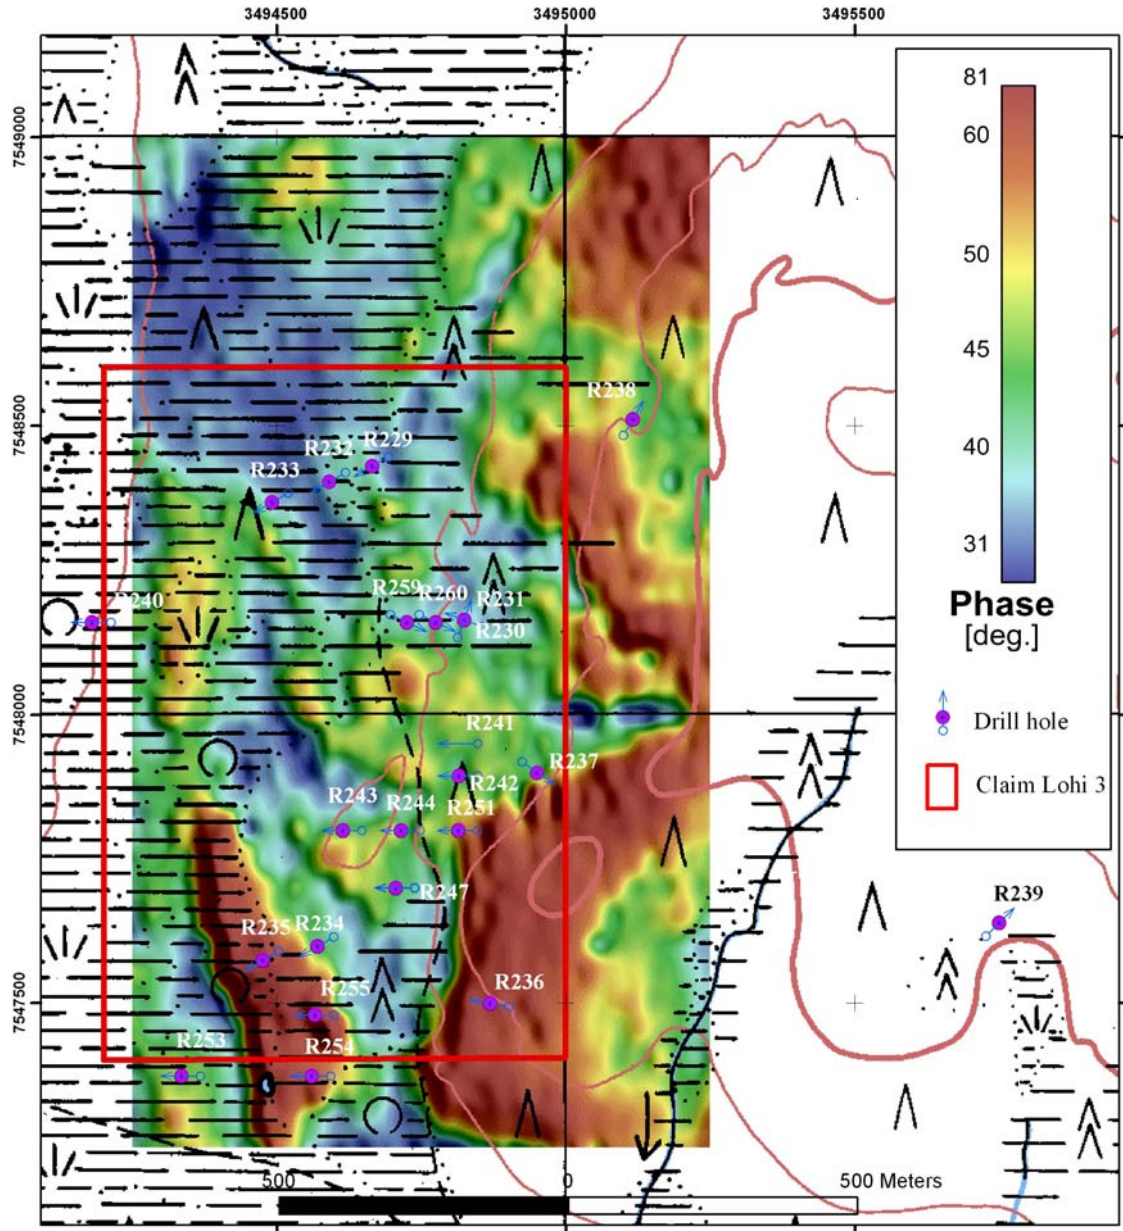 3494500 3495000 3495500
7549000
7548500
7548000
7547500
81
60
50
45
40
31
Phase
[deg.]
Drill hole
Claim Lohi 3
R238
R229
R232
R233
R259
R260
R231
R230
R240
R241
R237
R242
R243
R244
R251
R247
R239
R235
R234
R236
R255
R253
R254
500 0 500 Meters